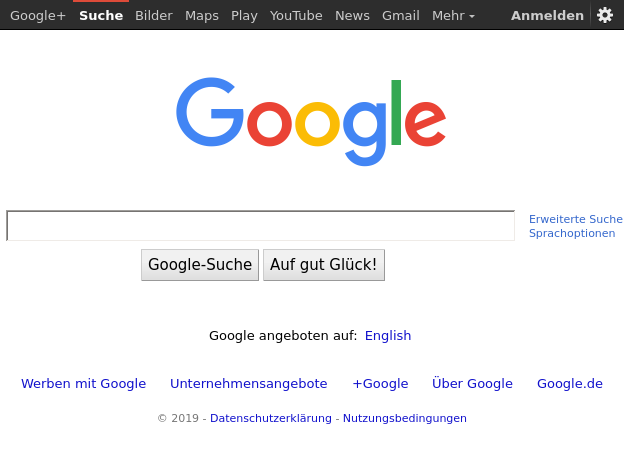 Google+ Suche Bilder Maps Play YouTube News Gmail Mehr Anmelden
Google
Erweiterte Suche
Sprachoptionen
Google-Suche Auf gut Glück!
Google angeboten auf: English
Werben mit Google Unternehmensangebote +Google Über Google Google.de
© 2019 - Datenschutzerklärung - Nutzungsbedingungen